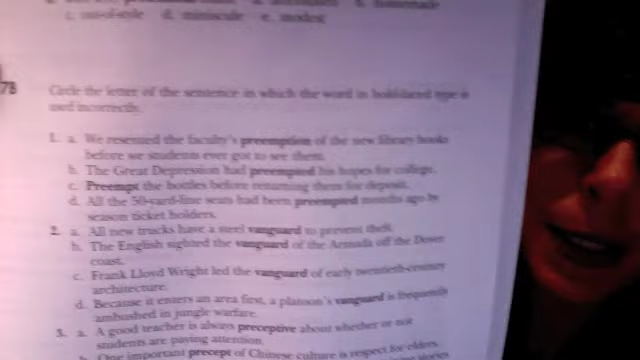 c. out-of-style d. miniscule e. modest
78
Circle the letter of the sentence in which the word in bold-faced type is
used incorrectly.
1. a. We resented the faculty's preemption of the new library books
before we students ever got to see them.
b. The Great Depression had preempted his hopes for college.
c. Preempt the bottles before returning them for deposit.
d. All the 50-yard-line seats had been preempted months ago by
season ticket holders.
2. a. All new trucks have a steel vanguard to prevent theft.
b. The English sighted the vanguard of the Armada off the Dover
coast.
c. Frank Lloyd Wright led the vanguard of early twentieth-century
architecture.
d. Because it enters an area first, a platoon's vanguard is frequently
ambushed in jungle warfare.
3. a. A good teacher is always preceptive about whether or not
students are paying attention.
b. One important precept of Chinese culture is respect for elders.